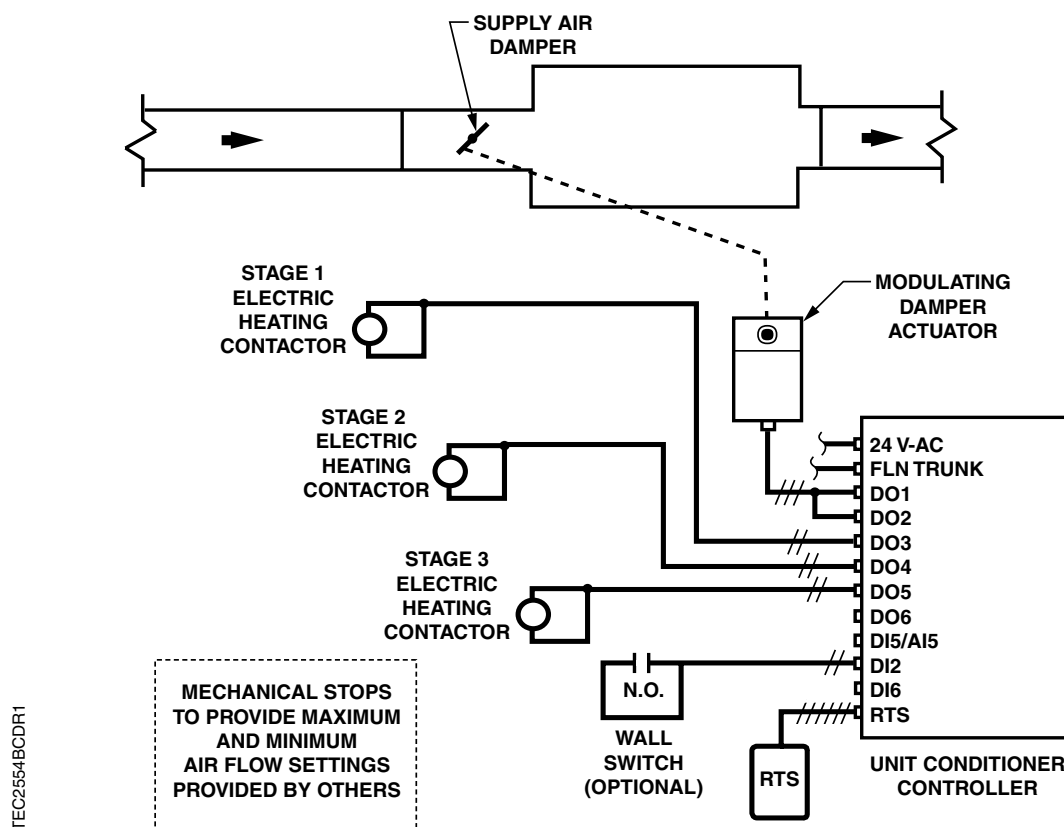 SUPPLY AIR
DAMPER
STAGE 1
ELECTRIC
HEATING
CONTACTOR
MODULATING
DAMPER
ACTUATOR
STAGE 2
ELECTRIC
HEATING
CONTACTOR
24 V-AC
FLN TRUNK
DO1
DO2
DO3
DO4
DO5
DO6
DI5/AI5
DI2
DI6
RTS
STAGE 3
ELECTRIC
HEATING
CONTACTOR
N.O.
WALL
SWITCH
(OPTIONAL)
RTS
UNIT CONDITIONER
CONTROLLER
MECHANICAL STOPS
TO PROVIDE MAXIMUM
AND MINIMUM
AIR FLOW SETTINGS
PROVIDED BY OTHERS
TEC2554BCDR1